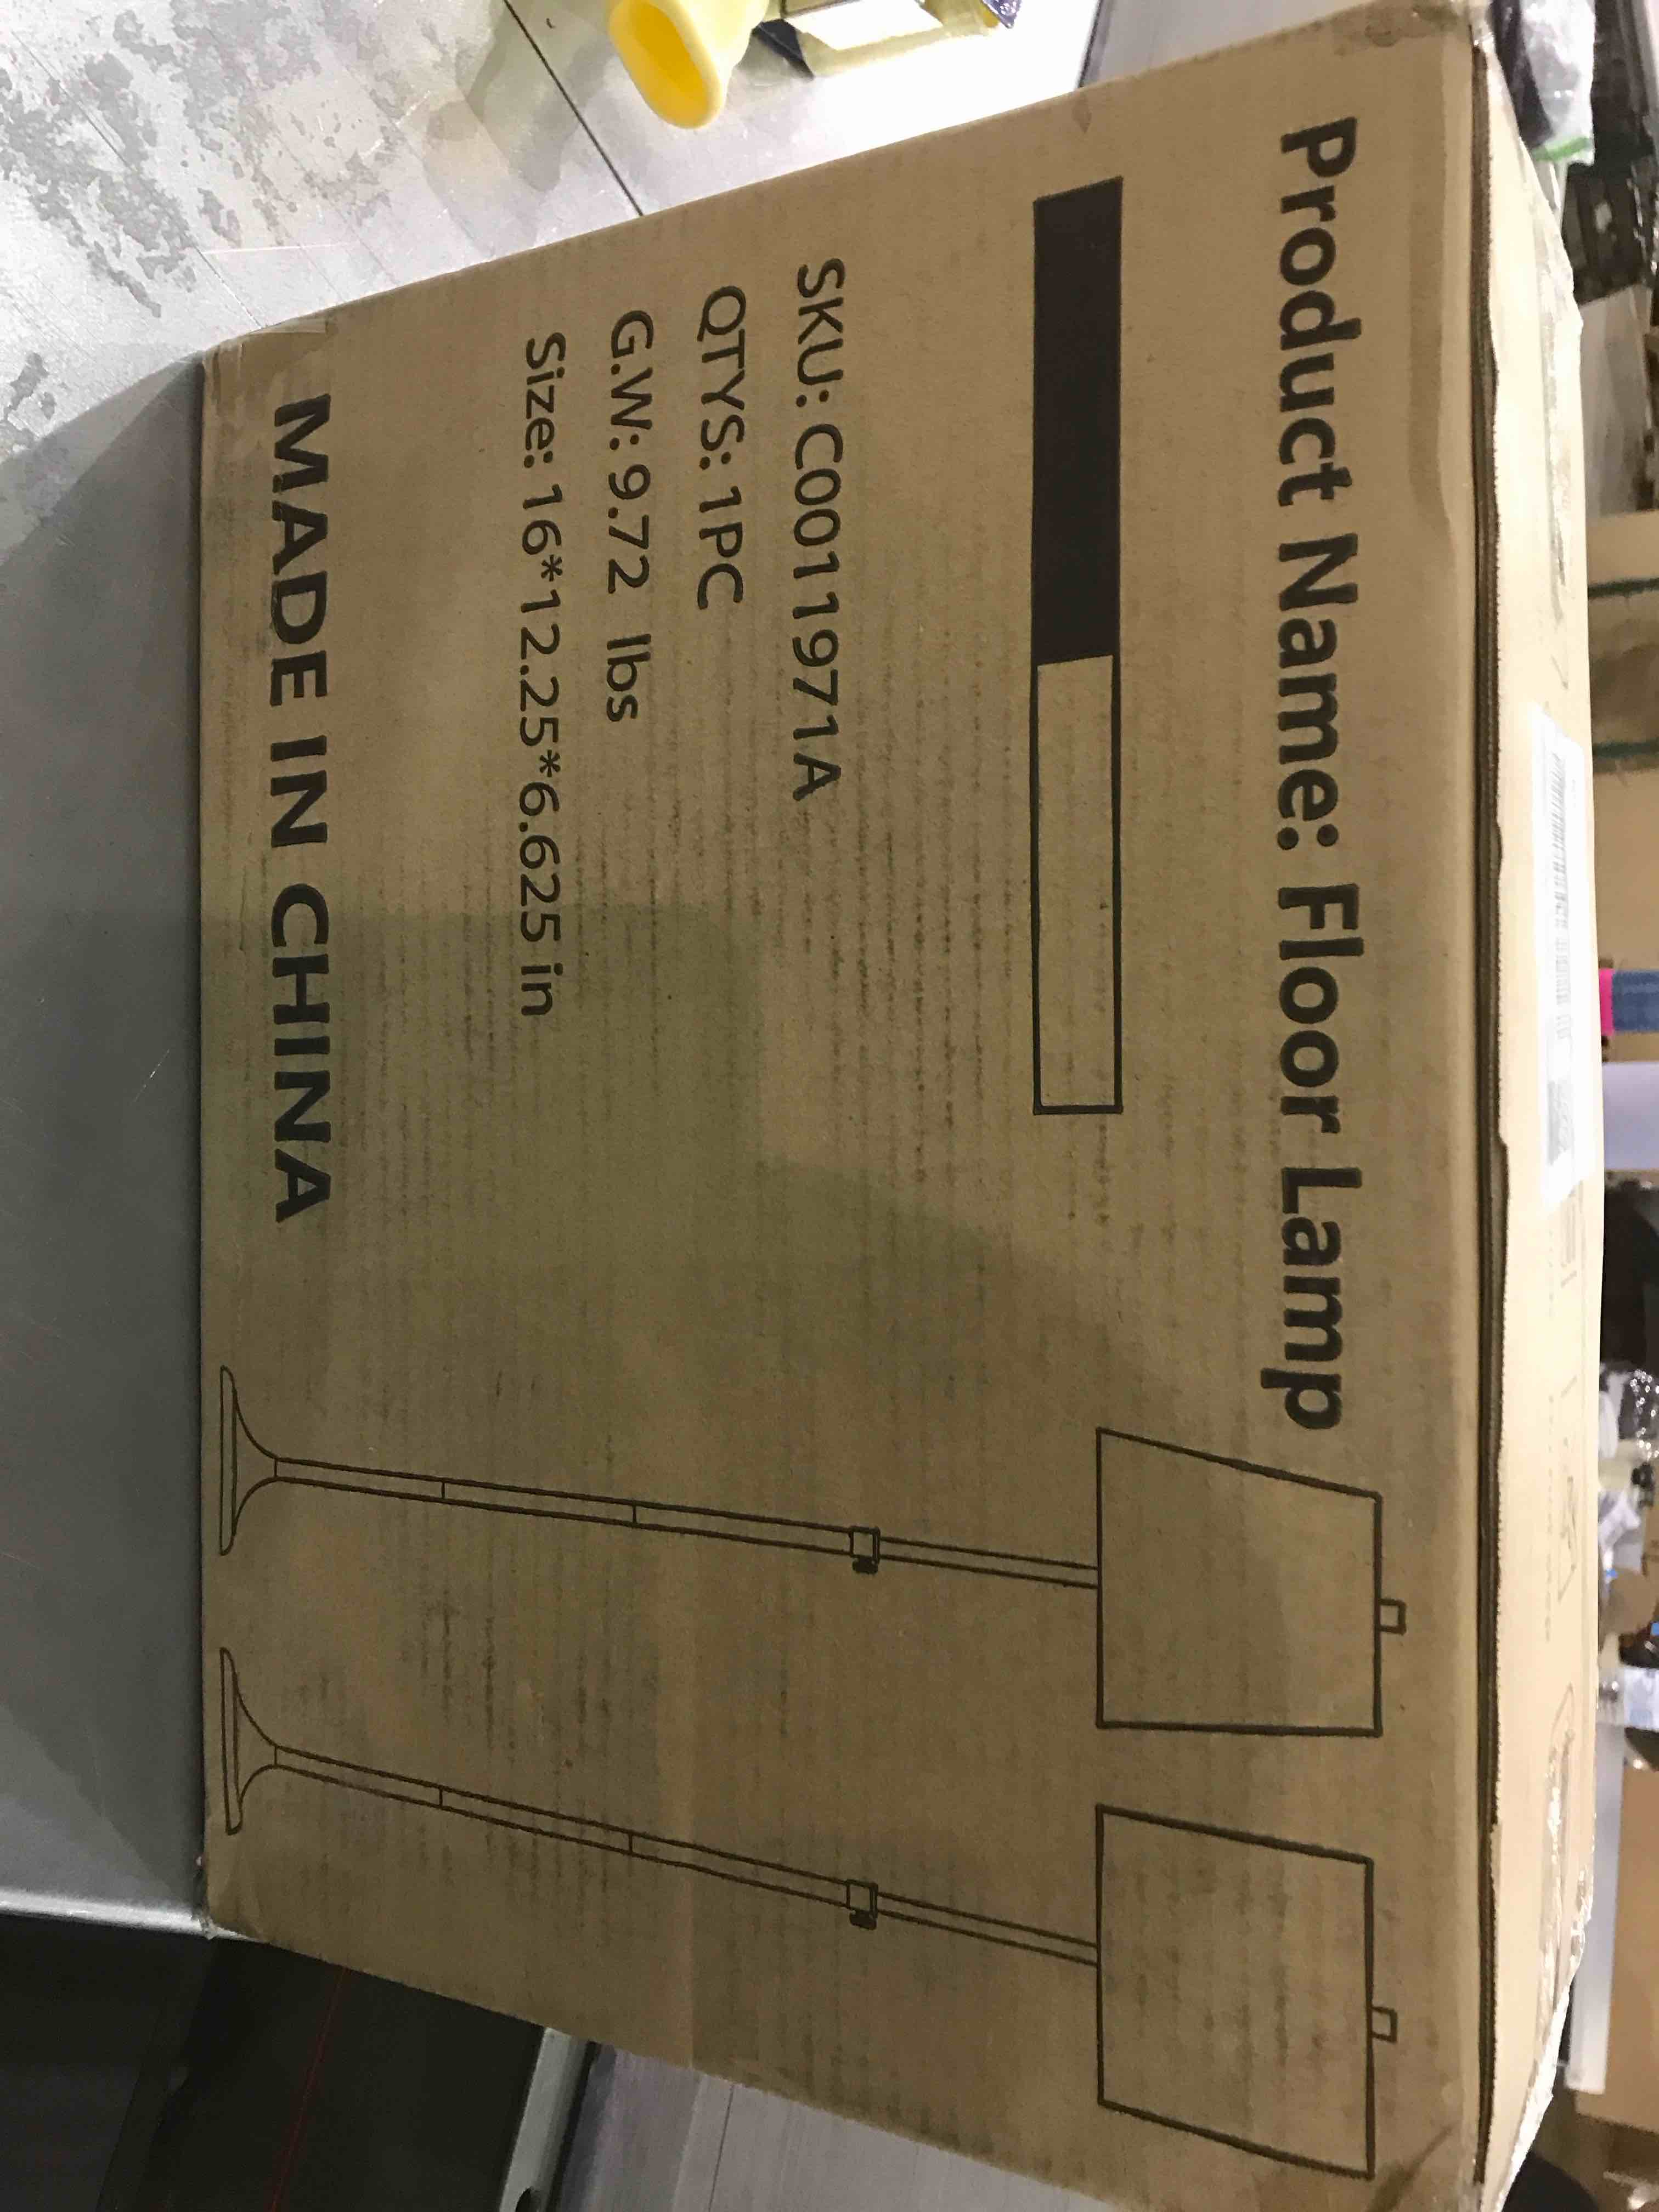 Product Name: Floor Lamp
SKU: C0011971A
QTYS: 1PC
G.W: 9.72 lbs
Size: 16*12.25*6.625 in
MADE IN CHINA